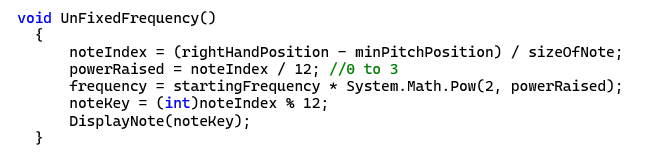 void UnFixedFrequency()
{
noteIndex = (rightHandPosition - minPitchPosition) / sizeOfNote;
powerRaised = noteIndex / 12; //0 to 3
frequency = startingFrequency * System.Math.Pow(2, powerRaised);
noteKey = (int)noteIndex % 12;
DisplayNote(noteKey);
}